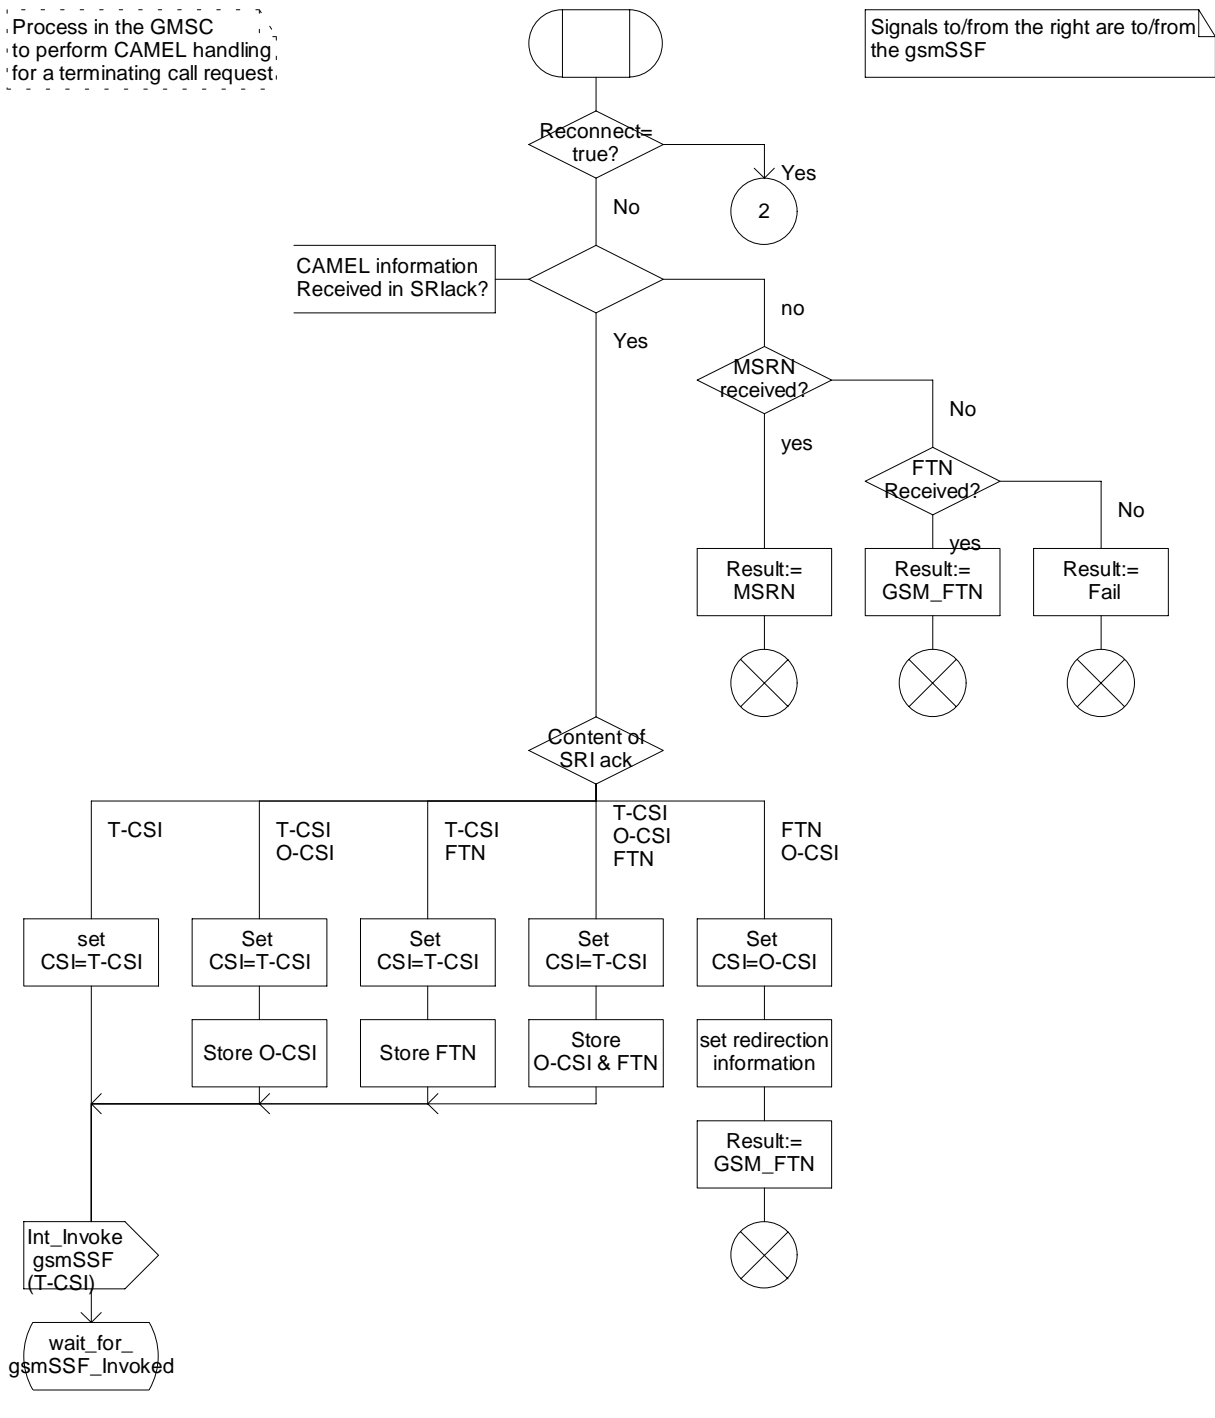 Process in the GMSC
to perform CAMEL handling
for a terminating call request
Signals to/from the right are to/from
the gsmSSF
Reconnect=
true?
Yes
2
No
CAMEL information
Received in SRIack?
no
Yes
MSRN
received?
No
yes
FTN
Received?
No
yes
Result:=
MSRN
Result:=
GSM_FTN
Result:=
Fail
Content of
SRI ack
T-CSI
T-CSI
O-CSI
T-CSI
FTN
T-CSI
O-CSI
FTN
FTN
O-CSI
set
CSI=T-CSI
Set
CSI=T-CSI
Set
CSI=T-CSI
Set
CSI=T-CSI
Set
CSI=O-CSI
Store O-CSI
Store FTN
Store
O-CSI & FTN
set redirection
information
Result:=
GSM_FTN
Int_Invoke
gsmSSF
(T-CSI)
wait_for_
gsmSSF_Invoked